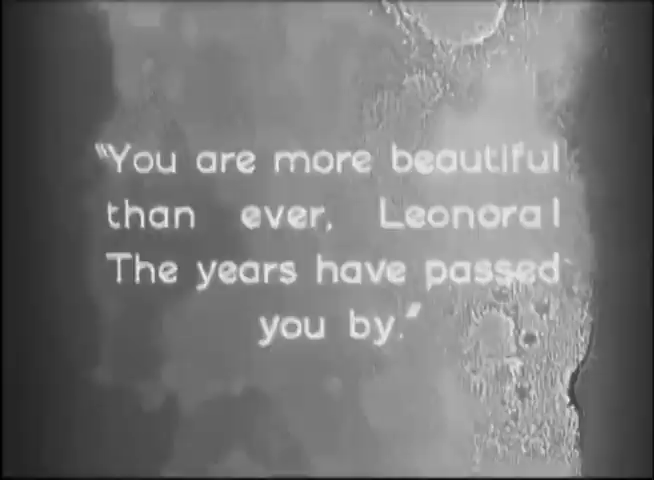 "You are more beautiful
than ever, Leonora!
The years have passed
you by."